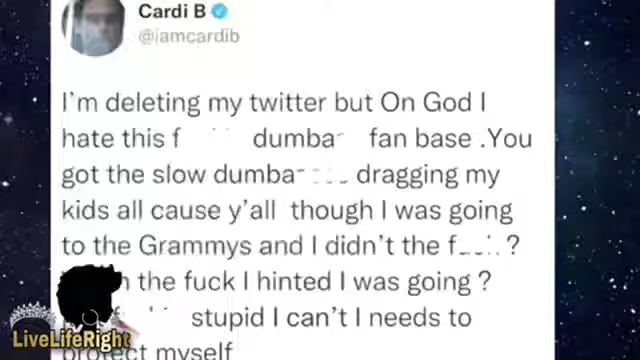 Cardi B
@iamcardib
I'm deleting my twitter but On God I
hate this f dumba fan base .You
got the slow dumba dragging my
kids all cause y'all though I was going
to the Grammys and I didn't the f ?
the fuck I hinted I was going ?
stupid I can't I needs to
protect myself
LiveLifeRight